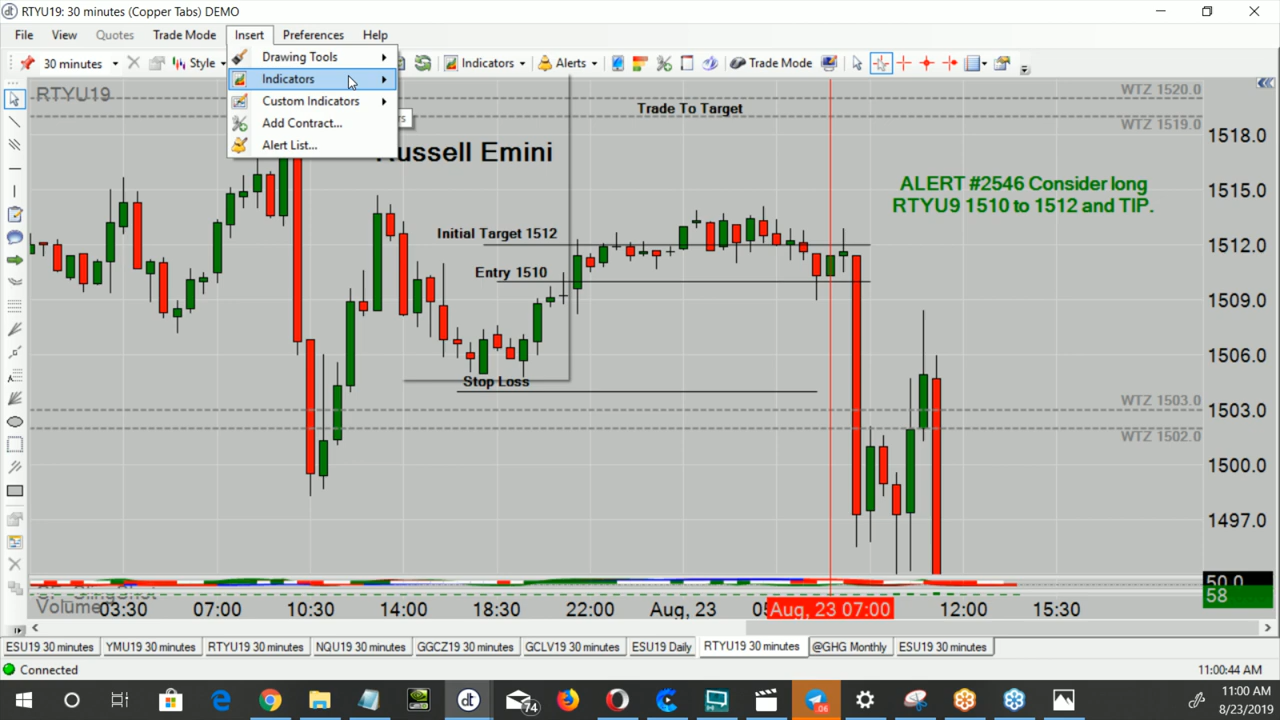 RTYU19: 30 minutes (Copper Tabs) DEMO
File View Quotes Trade Mode Insert Preferences Help
30 minutes Style Indicators Alerts Trade Mode
Drawing Tools
Indicators
Custom Indicators
Add Contract...
Alert List...
RTYU19
Trade To Target
WTZ 1520.0
WTZ 1519.0
Russell Emini
ALERT #2546 Consider long
RTYU9 1510 to 1512 and TIP.
Initial Target 1512
Entry 1510
Stop Loss
WTZ 1503.0
WTZ 1502.0
1518.0
1515.0
1512.0
1509.0
1506.0
1503.0
1500.0
1497.0
50.0
58
Volume
03:30 07:00 10:30 14:00 18:30 22:00 Aug, 23 05 Aug, 23 07:00 12:00 15:30
ESU19 30 minutes YMU19 30 minutes RTYU19 30 minutes NQU19 30 minutes GGCZ19 30 minutes GCLV19 30 minutes ESU19 Daily RTYU19 30 minutes @GHG Monthly ESU19 30 minutes
Connected
11:00:44 AM
dt
74
.06
11:00 AM
8/23/2019